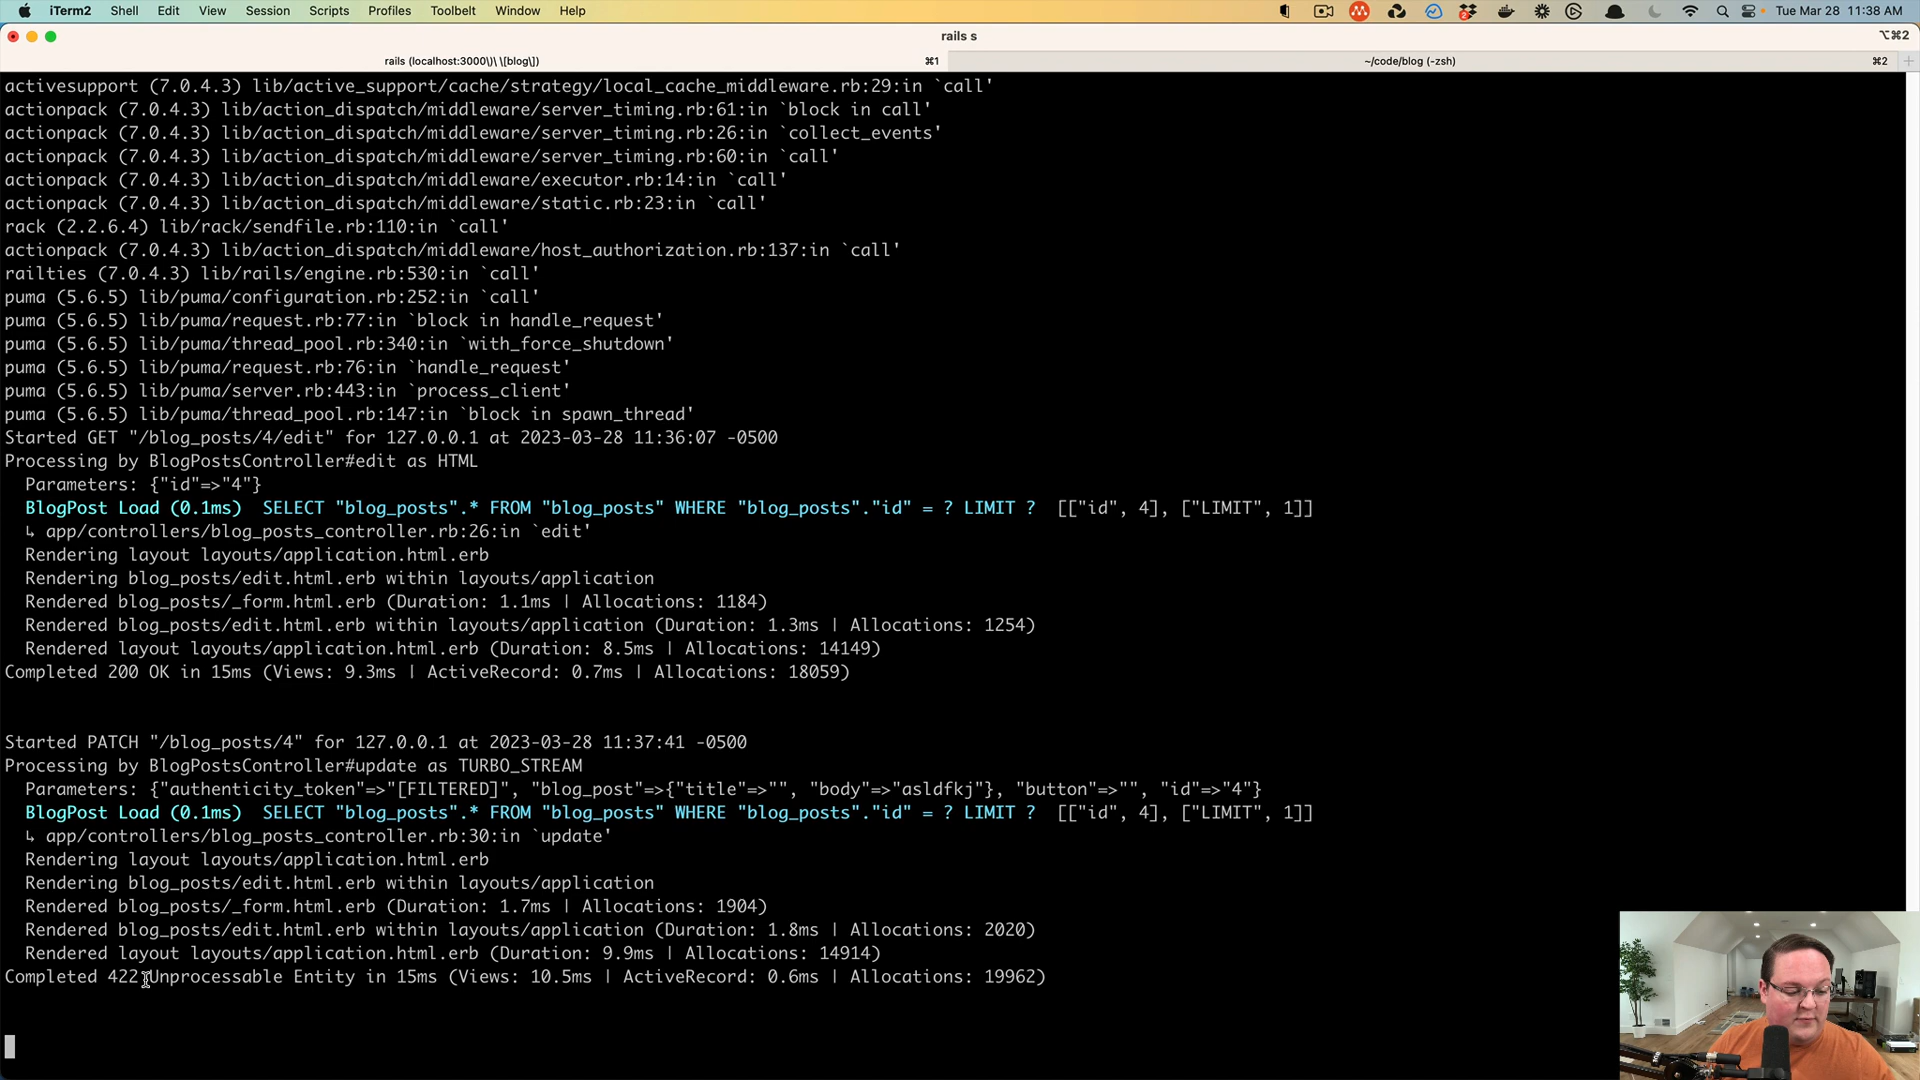 iTerm2 Shell Edit View Session Scripts Profiles Toolbelt Window Help Tue Mar 28 11:38 AM
rails s ⌥⌘2
rails (localhost:3000\)\ \[blog\]) ⌘1 ~/code/blog (-zsh) ⌘2
activesupport (7.0.4.3) lib/active_support/cache/strategy/local_cache_middleware.rb:29:in `call'
actionpack (7.0.4.3) lib/action_dispatch/middleware/server_timing.rb:61:in `block in call'
actionpack (7.0.4.3) lib/action_dispatch/middleware/server_timing.rb:26:in `collect_events'
actionpack (7.0.4.3) lib/action_dispatch/middleware/server_timing.rb:60:in `call'
actionpack (7.0.4.3) lib/action_dispatch/middleware/executor.rb:14:in `call'
actionpack (7.0.4.3) lib/action_dispatch/middleware/static.rb:23:in `call'
rack (2.2.6.4) lib/rack/sendfile.rb:110:in `call'
actionpack (7.0.4.3) lib/action_dispatch/middleware/host_authorization.rb:137:in `call'
railties (7.0.4.3) lib/rails/engine.rb:530:in `call'
puma (5.6.5) lib/puma/configuration.rb:252:in `call'
puma (5.6.5) lib/puma/request.rb:77:in `block in handle_request'
puma (5.6.5) lib/puma/thread_pool.rb:340:in `with_force_shutdown'
puma (5.6.5) lib/puma/request.rb:76:in `handle_request'
puma (5.6.5) lib/puma/server.rb:443:in `process_client'
puma (5.6.5) lib/puma/thread_pool.rb:147:in `block in spawn_thread'
Started GET "/blog_posts/4/edit" for 127.0.0.1 at 2023-03-28 11:36:07 -0500
Processing by BlogPostsController#edit as HTML
Parameters: {"id"=>"4"}
BlogPost Load (0.1ms) SELECT "blog_posts".* FROM "blog_posts" WHERE "blog_posts"."id" = ? LIMIT ? [["id", 4], ["LIMIT", 1]]
↳ app/controllers/blog_posts_controller.rb:26:in `edit'
Rendering layout layouts/application.html.erb
Rendering blog_posts/edit.html.erb within layouts/application
Rendered blog_posts/_form.html.erb (Duration: 1.1ms | Allocations: 1184)
Rendered blog_posts/edit.html.erb within layouts/application (Duration: 1.3ms | Allocations: 1254)
Rendered layout layouts/application.html.erb (Duration: 8.5ms | Allocations: 14149)
Completed 200 OK in 15ms (Views: 9.3ms | ActiveRecord: 0.7ms | Allocations: 18059)
Started PATCH "/blog_posts/4" for 127.0.0.1 at 2023-03-28 11:37:41 -0500
Processing by BlogPostsController#update as TURBO_STREAM
Parameters: {"authenticity_token"=>"[FILTERED]", "blog_post"=>{"title"=>"", "body"=>"asldfkj"}, "button"=>"", "id"=>"4"}
BlogPost Load (0.1ms) SELECT "blog_posts".* FROM "blog_posts" WHERE "blog_posts"."id" = ? LIMIT ? [["id", 4], ["LIMIT", 1]]
↳ app/controllers/blog_posts_controller.rb:30:in `update'
Rendering layout layouts/application.html.erb
Rendering blog_posts/edit.html.erb within layouts/application
Rendered blog_posts/_form.html.erb (Duration: 1.7ms | Allocations: 1904)
Rendered blog_posts/edit.html.erb within layouts/application (Duration: 1.8ms | Allocations: 2020)
Rendered layout layouts/application.html.erb (Duration: 9.9ms | Allocations: 14914)
Completed 422 Unprocessable Entity in 15ms (Views: 10.5ms | ActiveRecord: 0.6ms | Allocations: 19962)